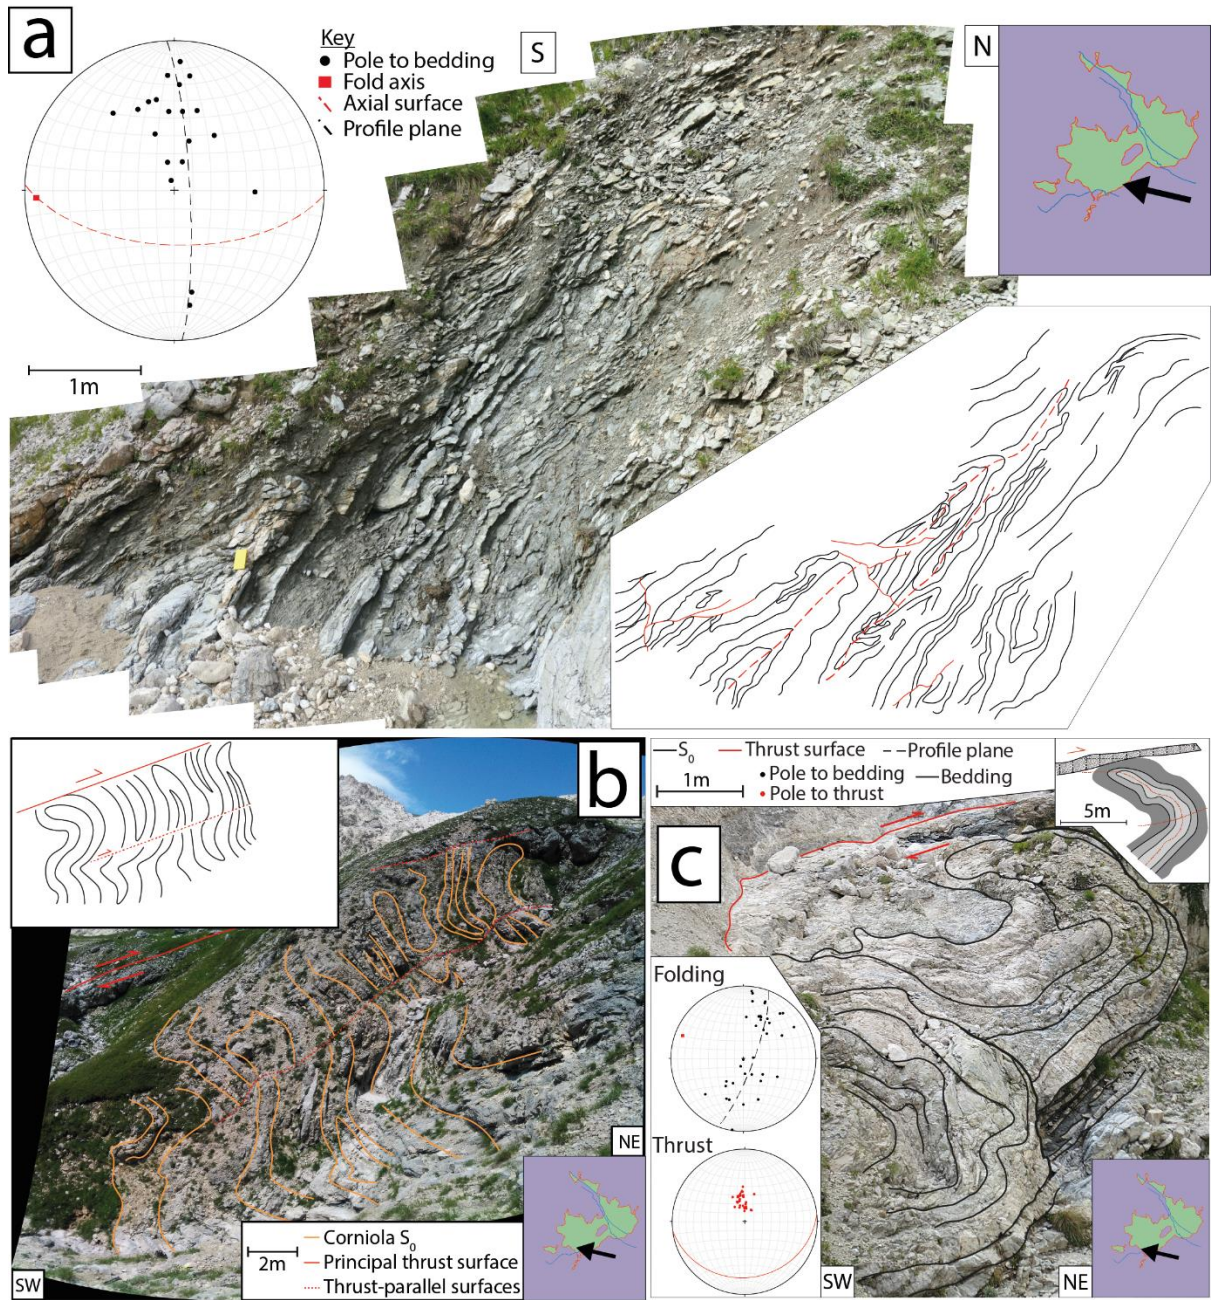 a
Key
Pole to bedding
Fold axis
Axial surface
Profile plane
S
N
1m
b
SW
NE
2m
Corniola S0
Principal thrust surface
Thrust-parallel surfaces
S0
Thrust surface
Profile plane
1m
Pole to bedding
Bedding
Pole to thrust
5m
c
Folding
Thrust
SW
NE